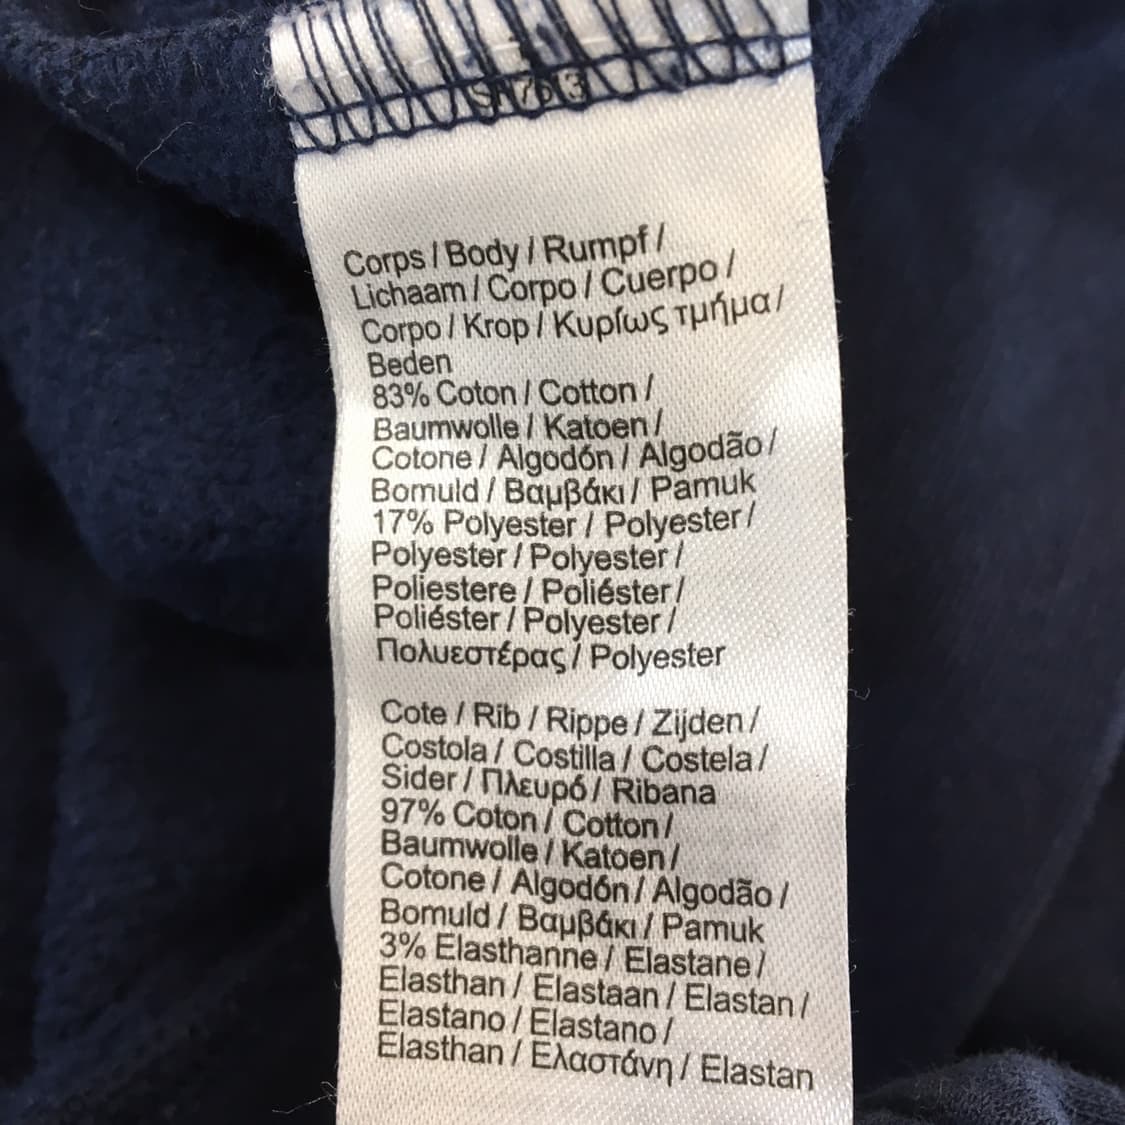 Corps / Body / Rumpf /
Lichaam / Corpo / Cuerpo /
Corpo / Krop / Κυρίως τμήμα /
Beden
83% Coton / Cotton /
Baumwolle / Katoen /
Cotone / Algodón / Algodão /
Bomuld / Βαμβάκι / Pamuk
17% Polyester / Polyester /
Polyester / Polyester /
Poliestere / Poliéster /
Poliéster / Polyester /
Πολυεστέρας / Polyester
Cote / Rib / Rippe / Zijden /
Costola / Costilla / Costela /
Sider / Πλευρό / Ribana
97% Coton / Cotton /
Baumwolle / Katoen /
Cotone / Algodón / Algodão /
Bomuld / Βαμβάκι / Pamuk
3% Elasthanne / Elastane /
Elasthan / Elastaan / Elastan /
Elastano / Elastano /
Elasthan / Ελαστάνη / Elastan